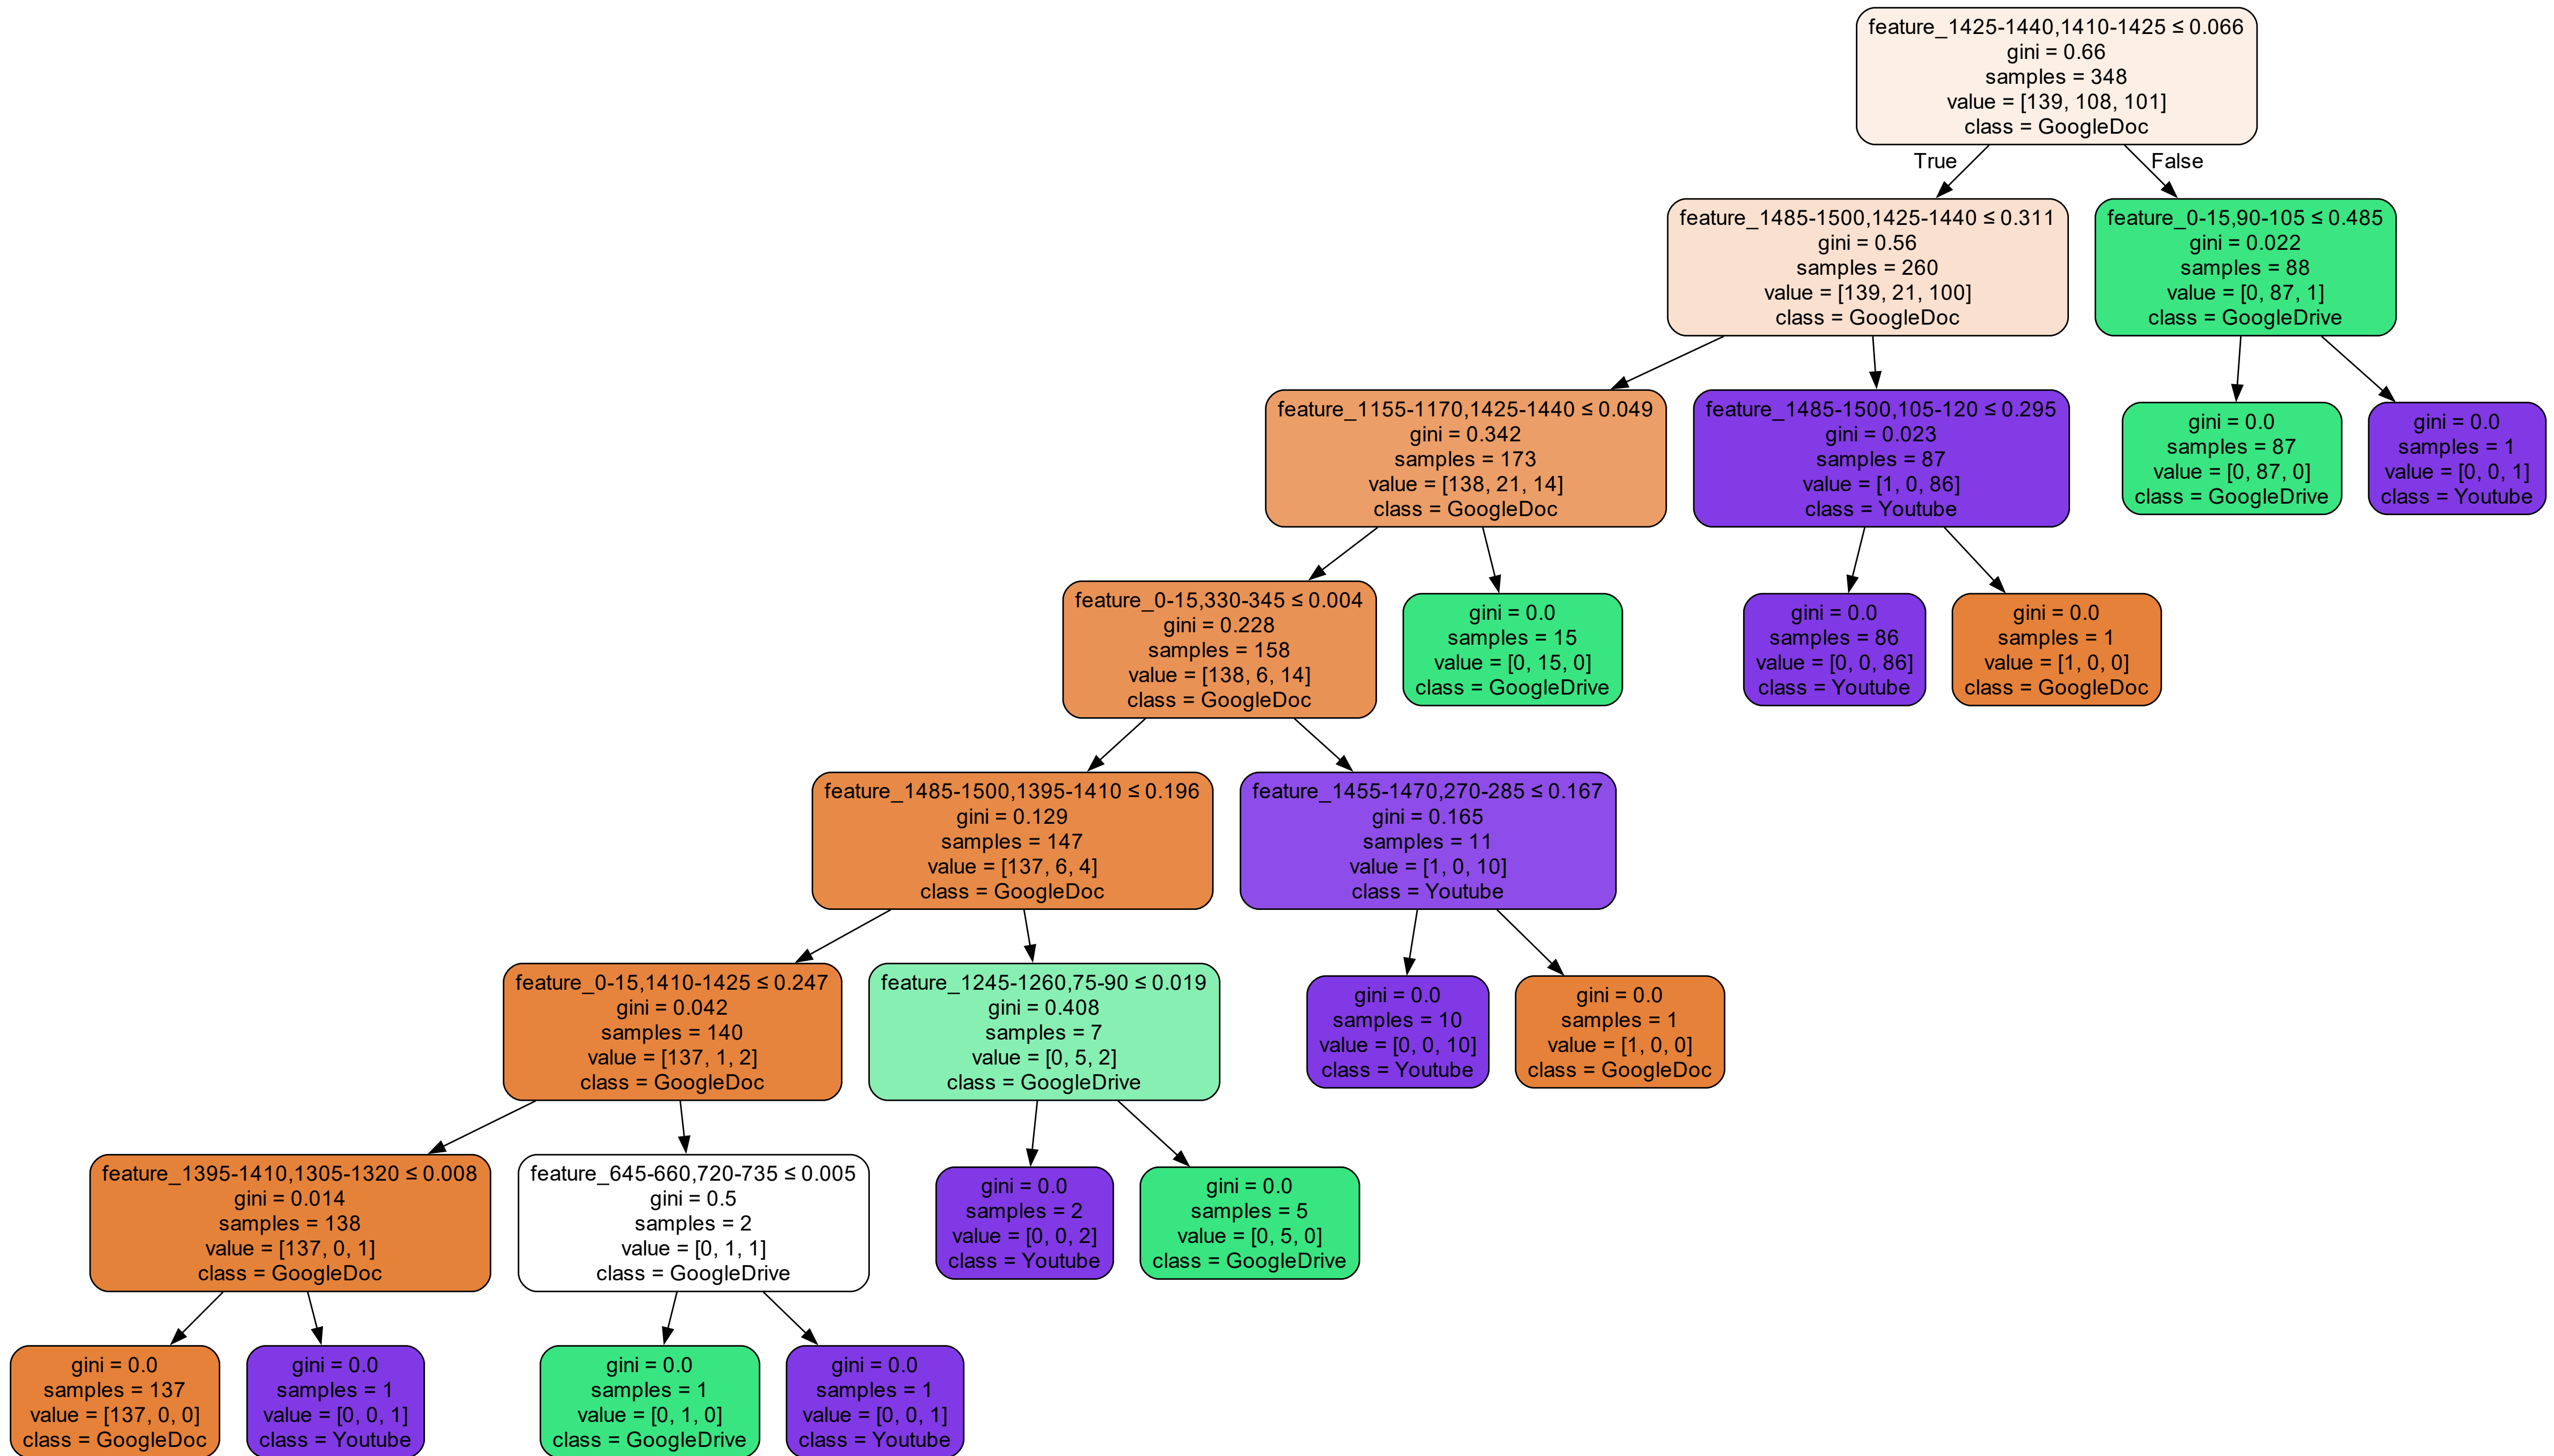 feature_1425-1440,1410-1425 ≤ 0.066
gini = 0.66
samples = 348
value = [139, 108, 101]
class = GoogleDoc
True
False
feature_1485-1500,1425-1440 ≤ 0.311
gini = 0.56
samples = 260
value = [139, 21, 100]
class = GoogleDoc
feature_0-15,90-105 ≤ 0.485
gini = 0.022
samples = 88
value = [0, 87, 1]
class = GoogleDrive
feature_1155-1170,1425-1440 ≤ 0.049
gini = 0.342
samples = 173
value = [138, 21, 14]
class = GoogleDoc
feature_1485-1500,105-120 ≤ 0.295
gini = 0.023
samples = 87
value = [1, 0, 86]
class = Youtube
gini = 0.0
samples = 87
value = [0, 87, 0]
class = GoogleDrive
gini = 0.0
samples = 1
value = [0, 0, 1]
class = Youtube
feature_0-15,330-345 ≤ 0.004
gini = 0.228
samples = 158
value = [138, 6, 14]
class = GoogleDoc
gini = 0.0
samples = 15
value = [0, 15, 0]
class = GoogleDrive
gini = 0.0
samples = 86
value = [0, 0, 86]
class = Youtube
gini = 0.0
samples = 1
value = [1, 0, 0]
class = GoogleDoc
feature_1485-1500,1395-1410 ≤ 0.196
gini = 0.129
samples = 147
value = [137, 6, 4]
class = GoogleDoc
feature_1455-1470,270-285 ≤ 0.167
gini = 0.165
samples = 11
value = [1, 0, 10]
class = Youtube
feature_0-15,1410-1425 ≤ 0.247
gini = 0.042
samples = 140
value = [137, 1, 2]
class = GoogleDoc
feature_1245-1260,75-90 ≤ 0.019
gini = 0.408
samples = 7
value = [0, 5, 2]
class = GoogleDrive
gini = 0.0
samples = 10
value = [0, 0, 10]
class = Youtube
gini = 0.0
samples = 1
value = [1, 0, 0]
class = GoogleDoc
feature_1395-1410,1305-1320 ≤ 0.008
gini = 0.014
samples = 138
value = [137, 0, 1]
class = GoogleDoc
feature_645-660,720-735 ≤ 0.005
gini = 0.5
samples = 2
value = [0, 1, 1]
class = GoogleDrive
gini = 0.0
samples = 2
value = [0, 0, 2]
class = Youtube
gini = 0.0
samples = 5
value = [0, 5, 0]
class = GoogleDrive
gini = 0.0
samples = 137
value = [137, 0, 0]
class = GoogleDoc
gini = 0.0
samples = 1
value = [0, 0, 1]
class = Youtube
gini = 0.0
samples = 1
value = [0, 1, 0]
class = GoogleDrive
gini = 0.0
samples = 1
value = [0, 0, 1]
class = Youtube